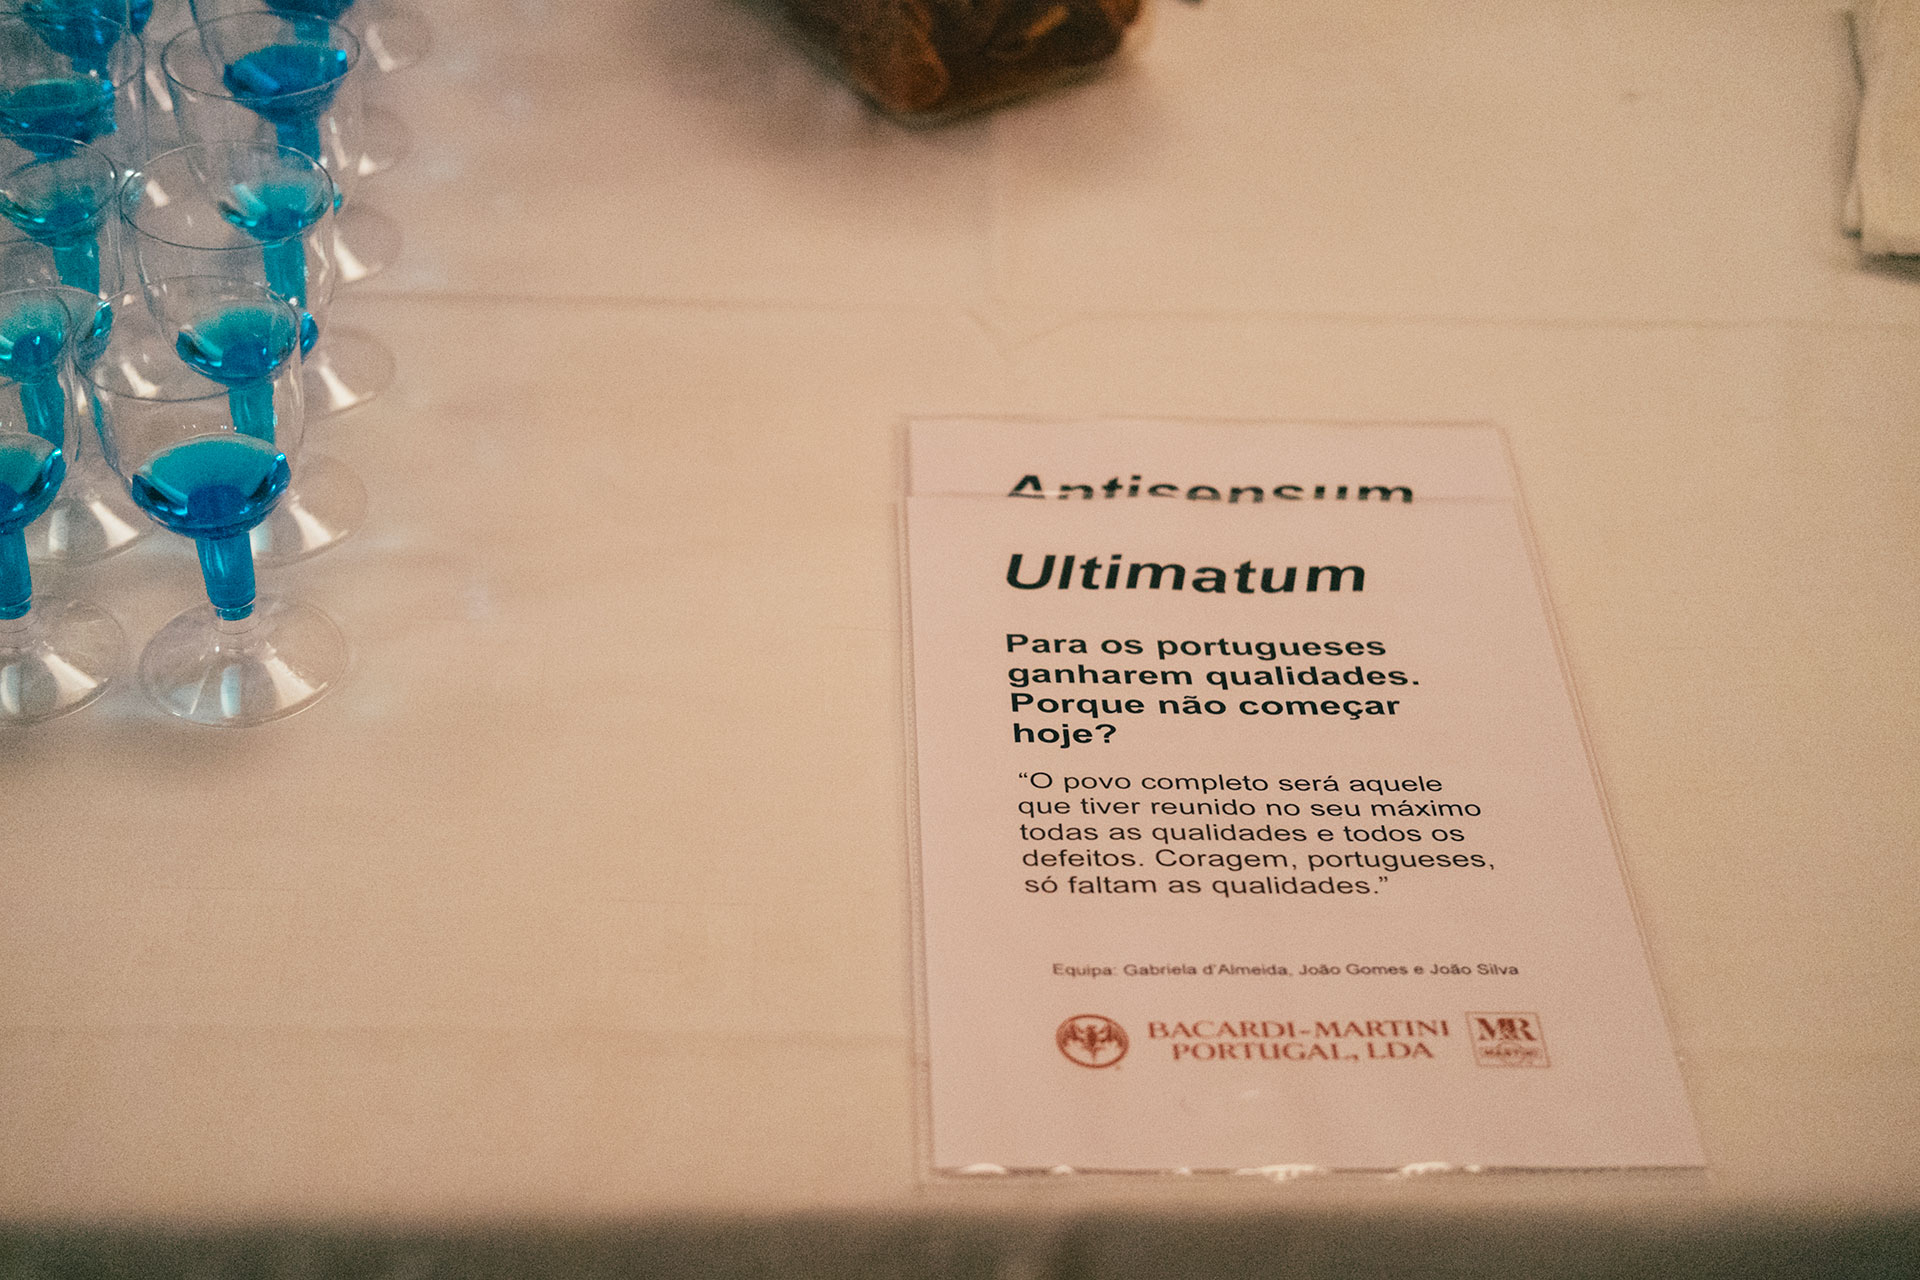 Anticonsum
Ultimatum
Para os portugueses
ganharem qualidades.
Porque não começar
hoje?
“O povo completo será aquele
que tiver reunido no seu máximo
todas as qualidades e todos os
defeitos. Coragem, portugueses,
só faltam as qualidades.”
Equipa: Gabriela d'Almeida, João Gomes e João Silva
BACARDI-MARTINI
PORTUGAL, LDA
M&R
MARTINI